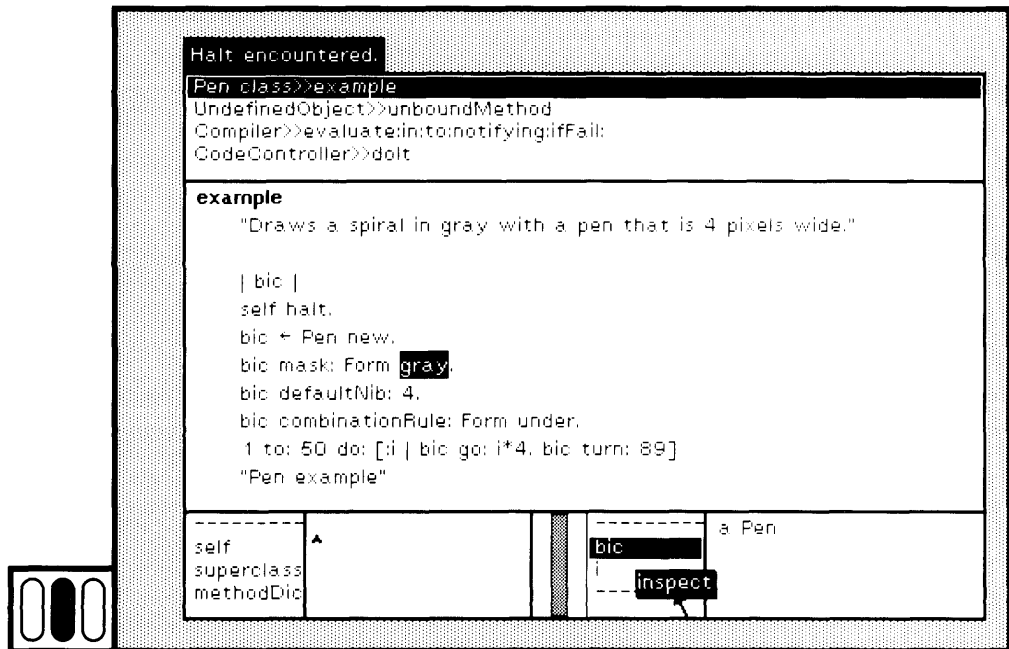 Halt encountered.
Pen class>>example
UndefinedObject>>unboundMethod
Compiler>>evaluate:in:to:notifying:ifFail:
CodeController>>doIt
example
"Draws a spiral in gray with a pen that is 4 pixels wide."
| bic |
self halt.
bic ← Pen new.
bic mask: Form gray.
bic defaultNib: 4.
bic combinationRule: Form under.
1 to: 50 do: [:i | bic go: i*4. bic turn: 89]
"Pen example"
self
superclass
methodDic
bic
i
inspect
a Pen